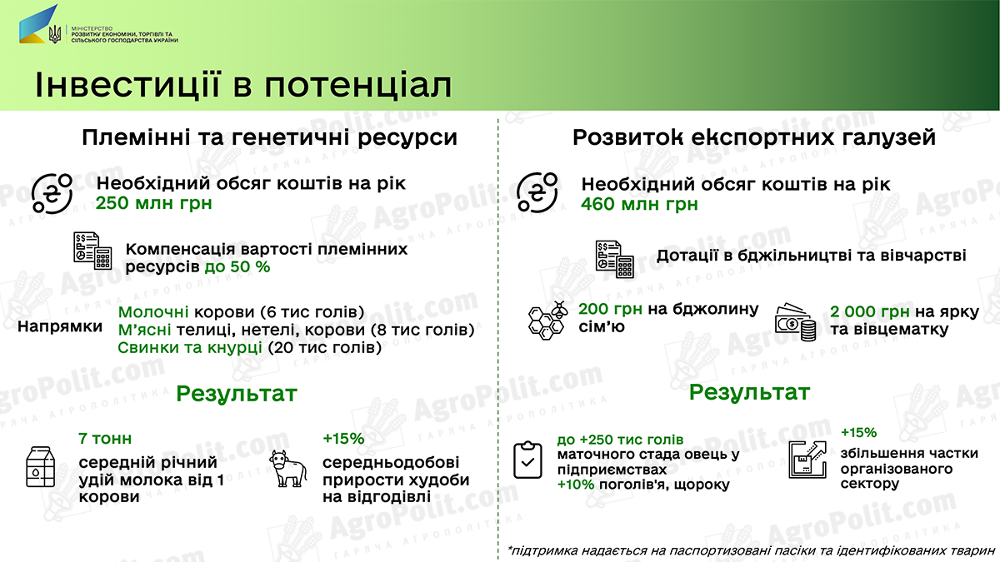 МІНІСТЕРСТВО
РОЗВИТКУ ЕКОНОМІКИ, ТОРГІВЛІ ТА
СІЛЬСЬКОГО ГОСПОДАРСТВА УКРАЇНИ
Інвестиції в потенціал
Племінні та генетичні ресурси
Необхідний обсяг коштів на рік
250 млн грн
Компенсація вартості племінних
ресурсів до 50 %
Напрямки
Молочні корови (6 тис голів)
М’ясні телиці, нетелі, корови (8 тис голів)
Свинки та кнурці (20 тис голів)
Результат
7 тонн
середній річний
удій молока від 1
корови
+15%
середньодобові
прирости худоби
на відгодівлі
Розвиток експортних галузей
Необхідний обсяг коштів на рік
460 млн грн
Дотації в бджільництві та вівчарстві
200 грн на бджолину
сім’ю
2 000 грн на ярку
та вівцематку
Результат
до +250 тис голів
маточного стада овець у
підприємствах
+10% поголів'я, щороку
+15%
збільшення частки
організованого
сектору
*підтримка надається на паспортизовані пасіки та ідентифікованих тварин
AgroPolit.com
ГАРЯЧА АГРОПОЛІТИКА